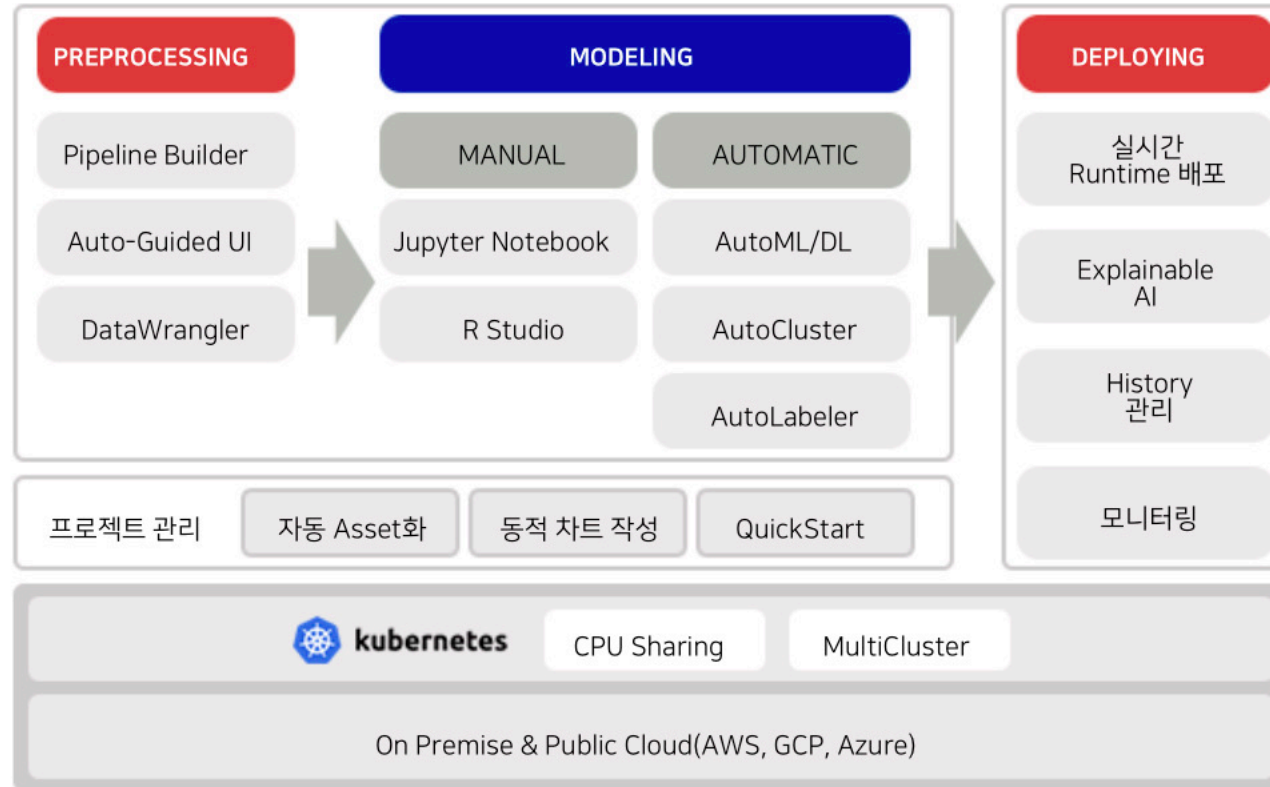 PREPROCESSING
Pipeline Builder
Auto-Guided UI
DataWrangler
MODELING
MANUAL
Jupyter Notebook
R Studio
AUTOMATIC
AutoML/DL
AutoCluster
AutoLabeler
DEPLOYING
실시간
Runtime 배포
Explainable
AI
History
관리
모니터링
프로젝트 관리
자동 Asset화
동적 차트 작성
QuickStart
kubernetes
CPU Sharing
MultiCluster
On Premise & Public Cloud(AWS, GCP, Azure)